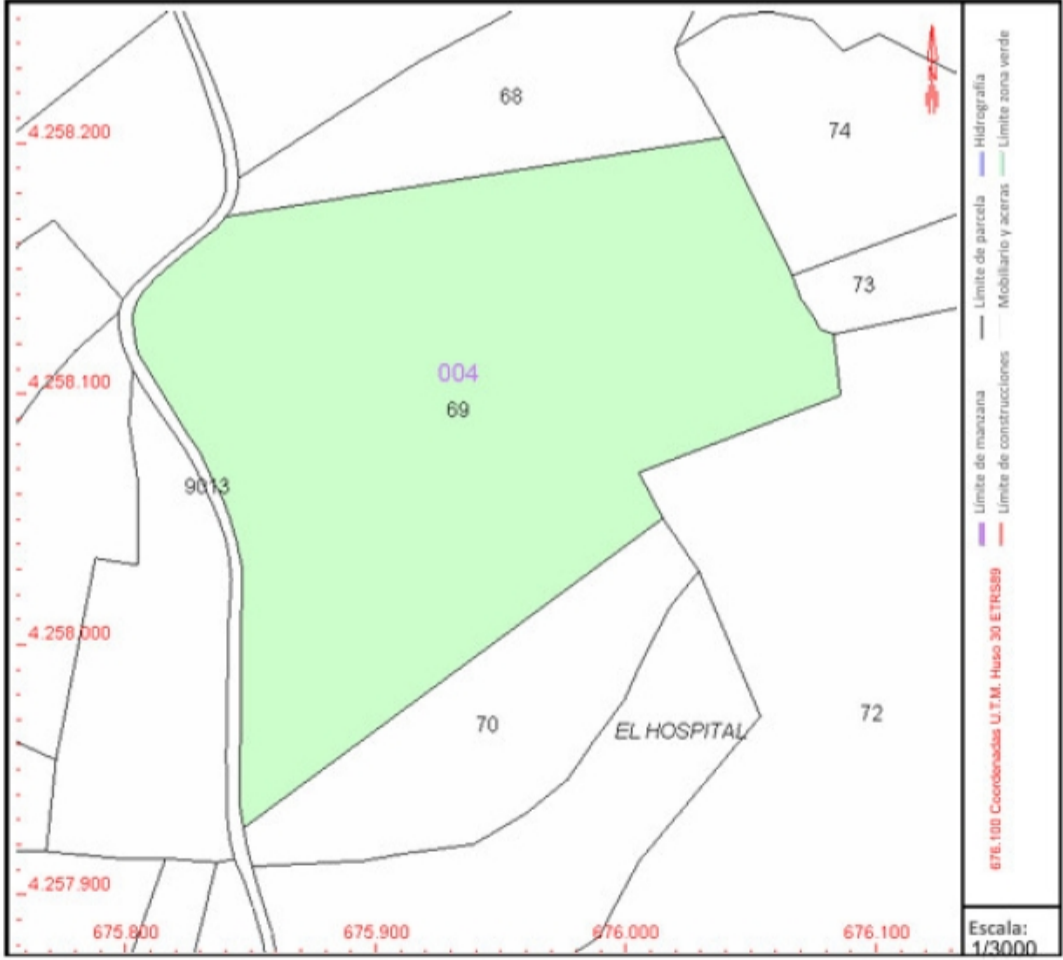 68
4.258.200
74
73
004
4.258.100
69
9013
4.258.000
70
EL HOSPITAL
72
4.257.900
675.800
675.900
676.000
676.100
Hidrografía
Límite zona verde
Límite de parcela
Mobiliario y aceras
Límite de manzana
Límite de construcciones
676.100 Coordenadas U.T.M. Huso 30 ETRS89
Escala:
1/3000